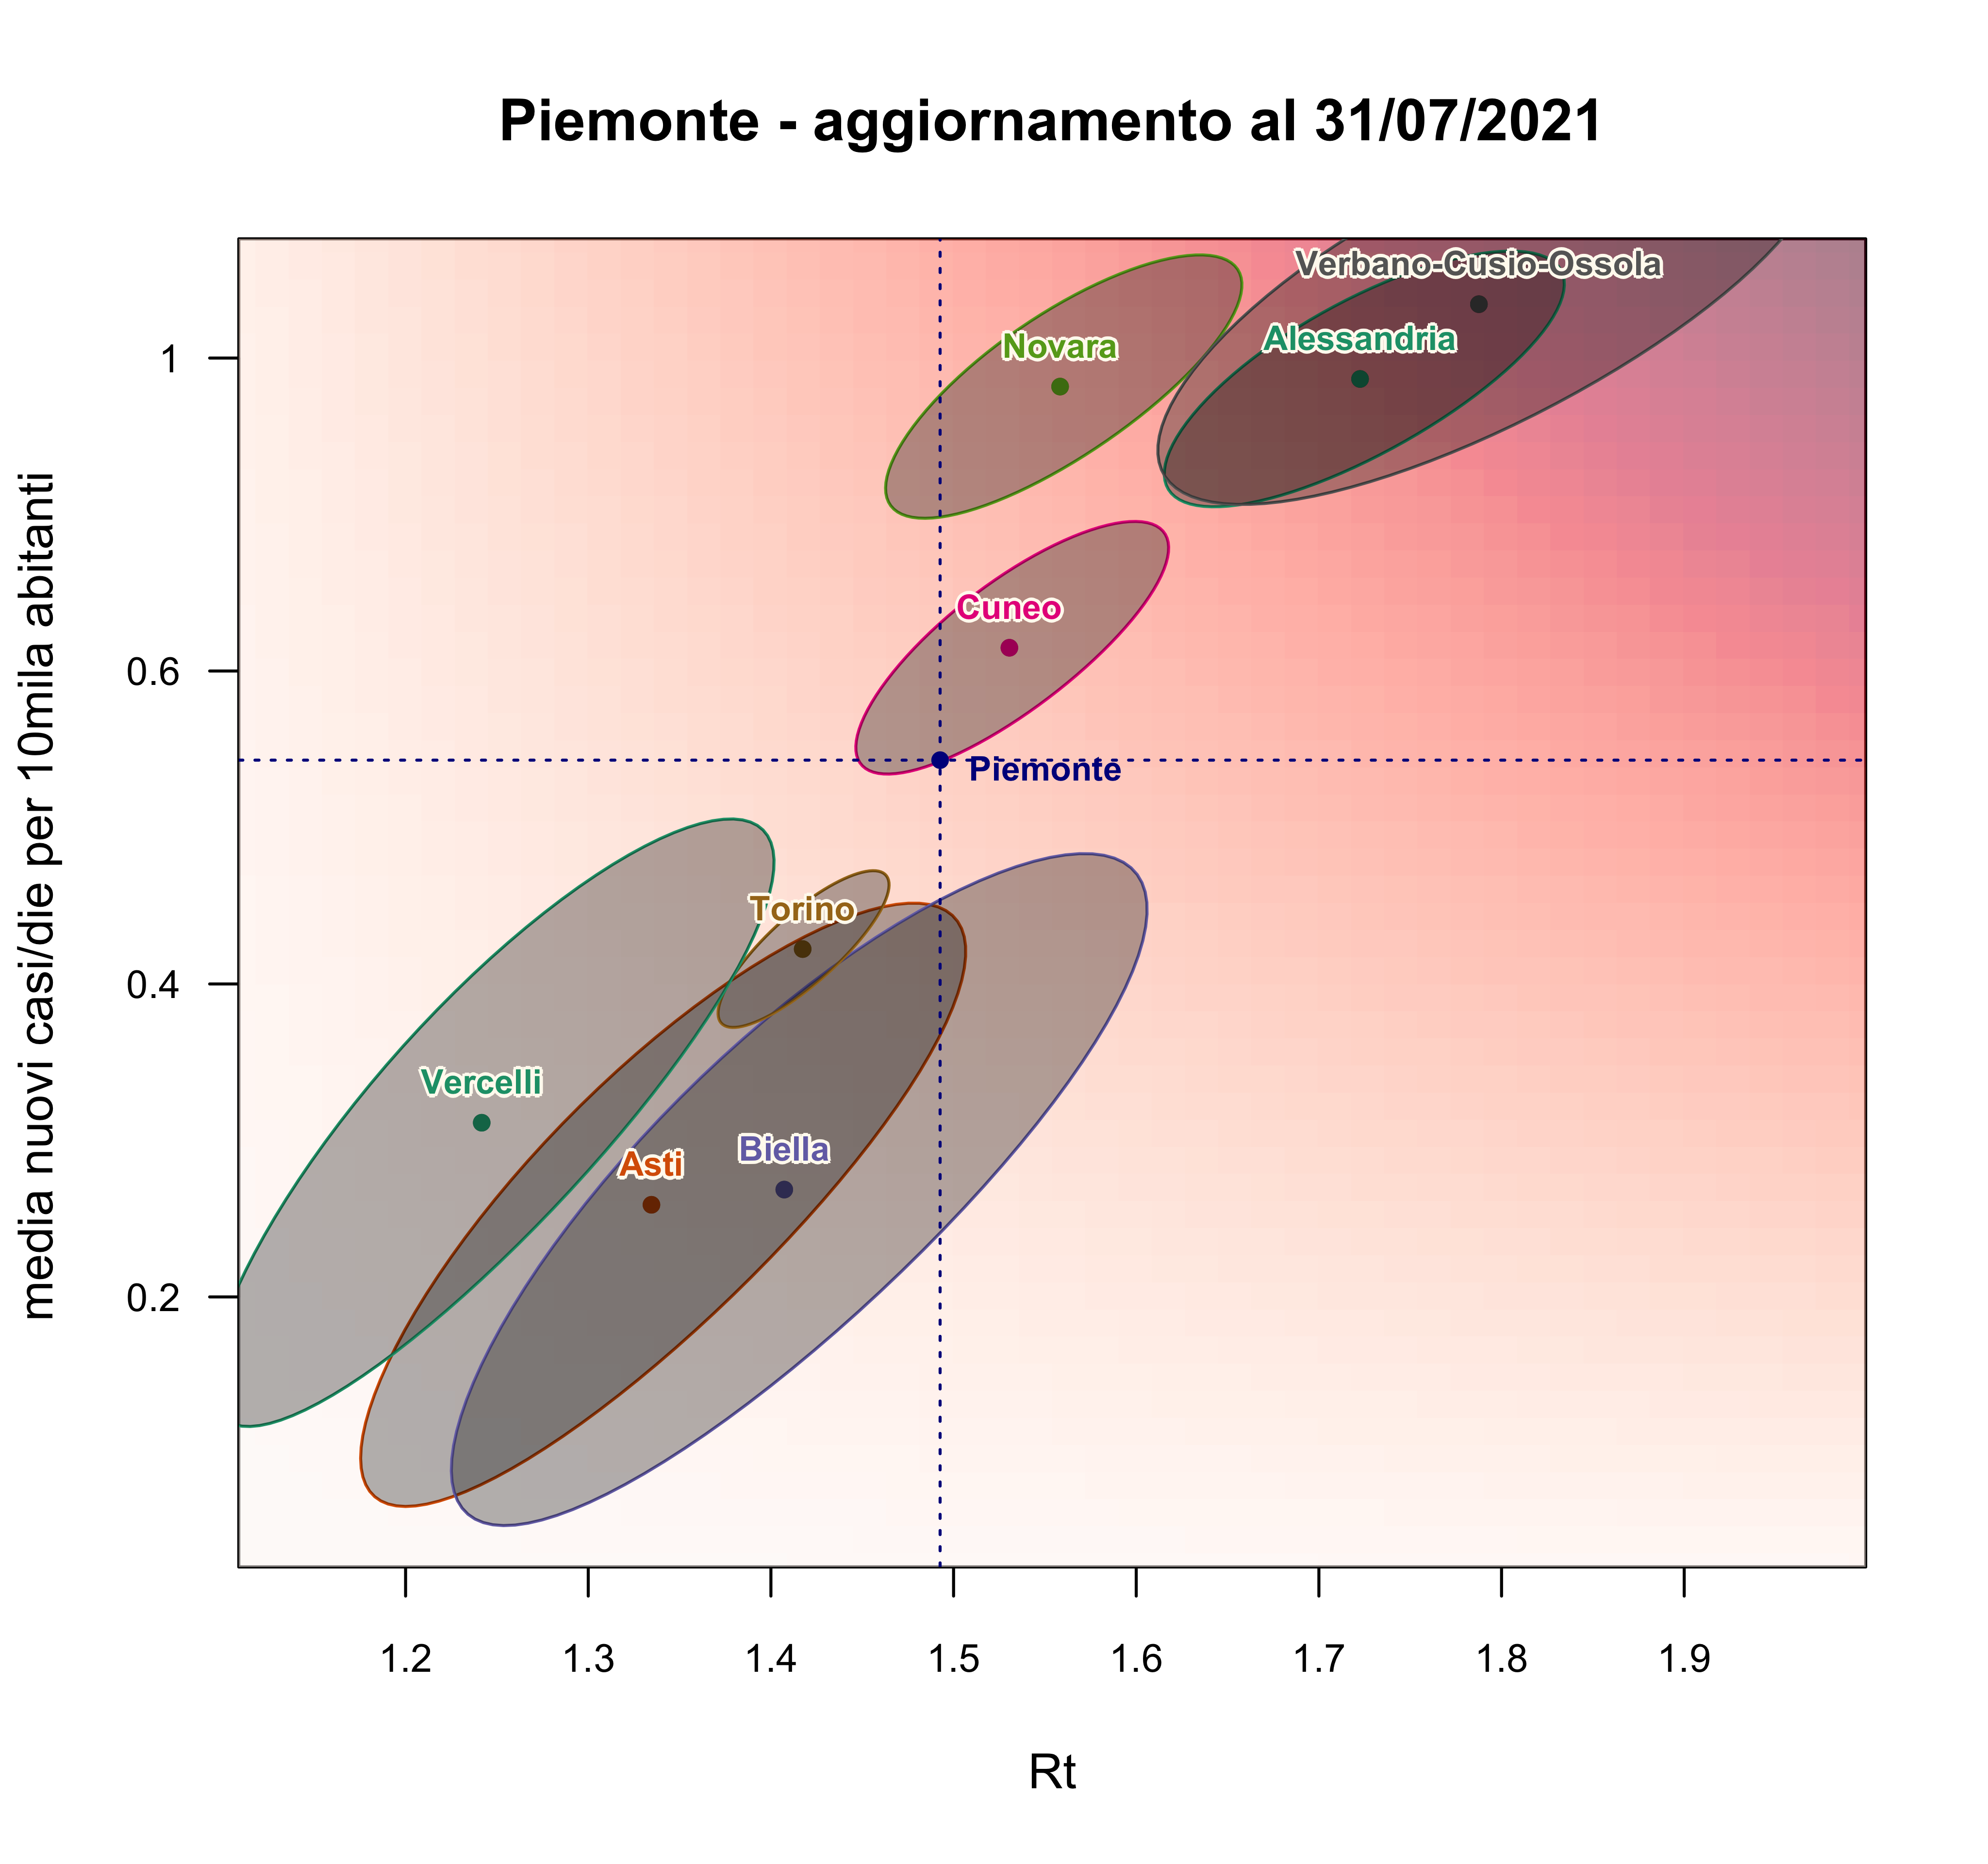 Piemonte - aggiornamento al 31/07/2021
media nuovi casi/die per 10mila abitanti
1
0.6
0.4
0.2
Verbano-Cusio-Ossola
Alessandria
Novara
Cuneo
Piemonte
Torino
Vercelli
Biella
Asti
1.2 1.3 1.4 1.5 1.6 1.7 1.8 1.9
Rt